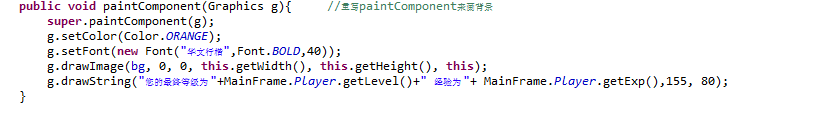 public void paintComponent(Graphics g){ //重写paintComponent来画背景
super.paintComponent(g);
g.setColor(Color.ORANGE);
g.setFont(new Font("华文行楷",Font.BOLD,40));
g.drawImage(bg, 0, 0, this.getWidth(), this.getHeight(), this);
g.drawString("您的最终等级为"+MainFrame.Player.getLevel()+" 经验为"+ MainFrame.Player.getExp(),155, 80);
}